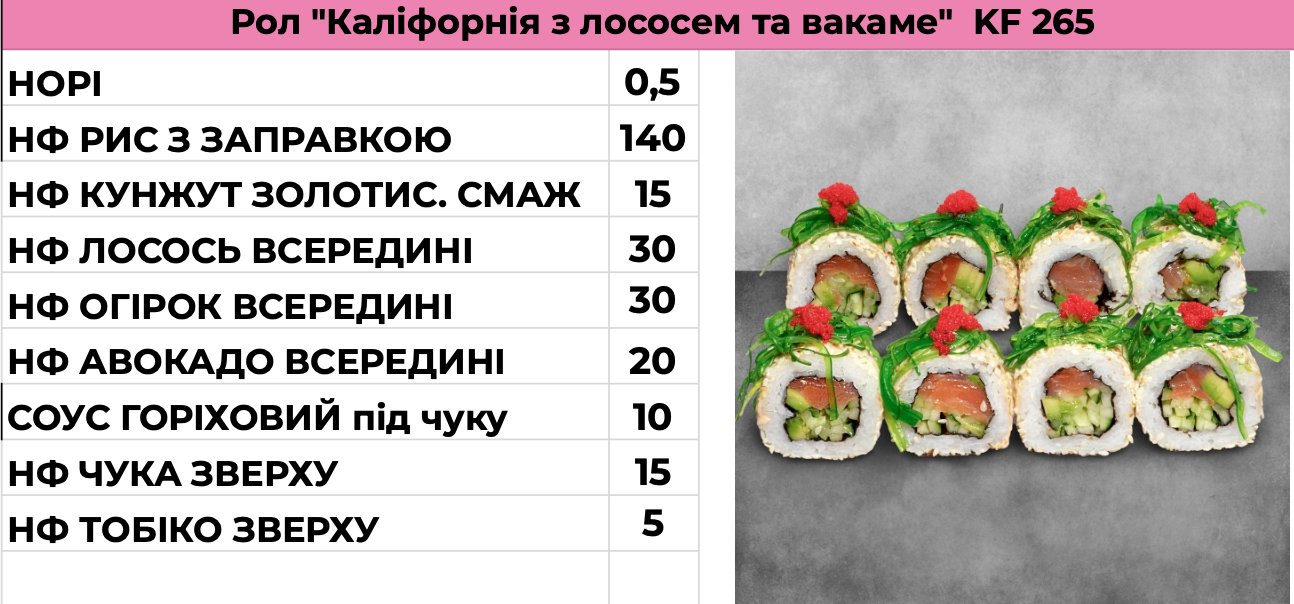 Рол "Каліфорнія з лососем та вакаме" KF 265
НОРІ 0,5
НФ РИС З ЗАПРАВКОЮ 140
НФ КУНЖУТ ЗОЛОТИС. СМАЖ 15
НФ ЛОСОСЬ ВСЕРЕДИНІ 30
НФ ОГІРОК ВСЕРЕДИНІ 30
НФ АВОКАДО ВСЕРЕДИНІ 20
СОУС ГОРІХОВИЙ під чуку 10
НФ ЧУКА ЗВЕРХУ 15
НФ ТОБІКО ЗВЕРХУ 5